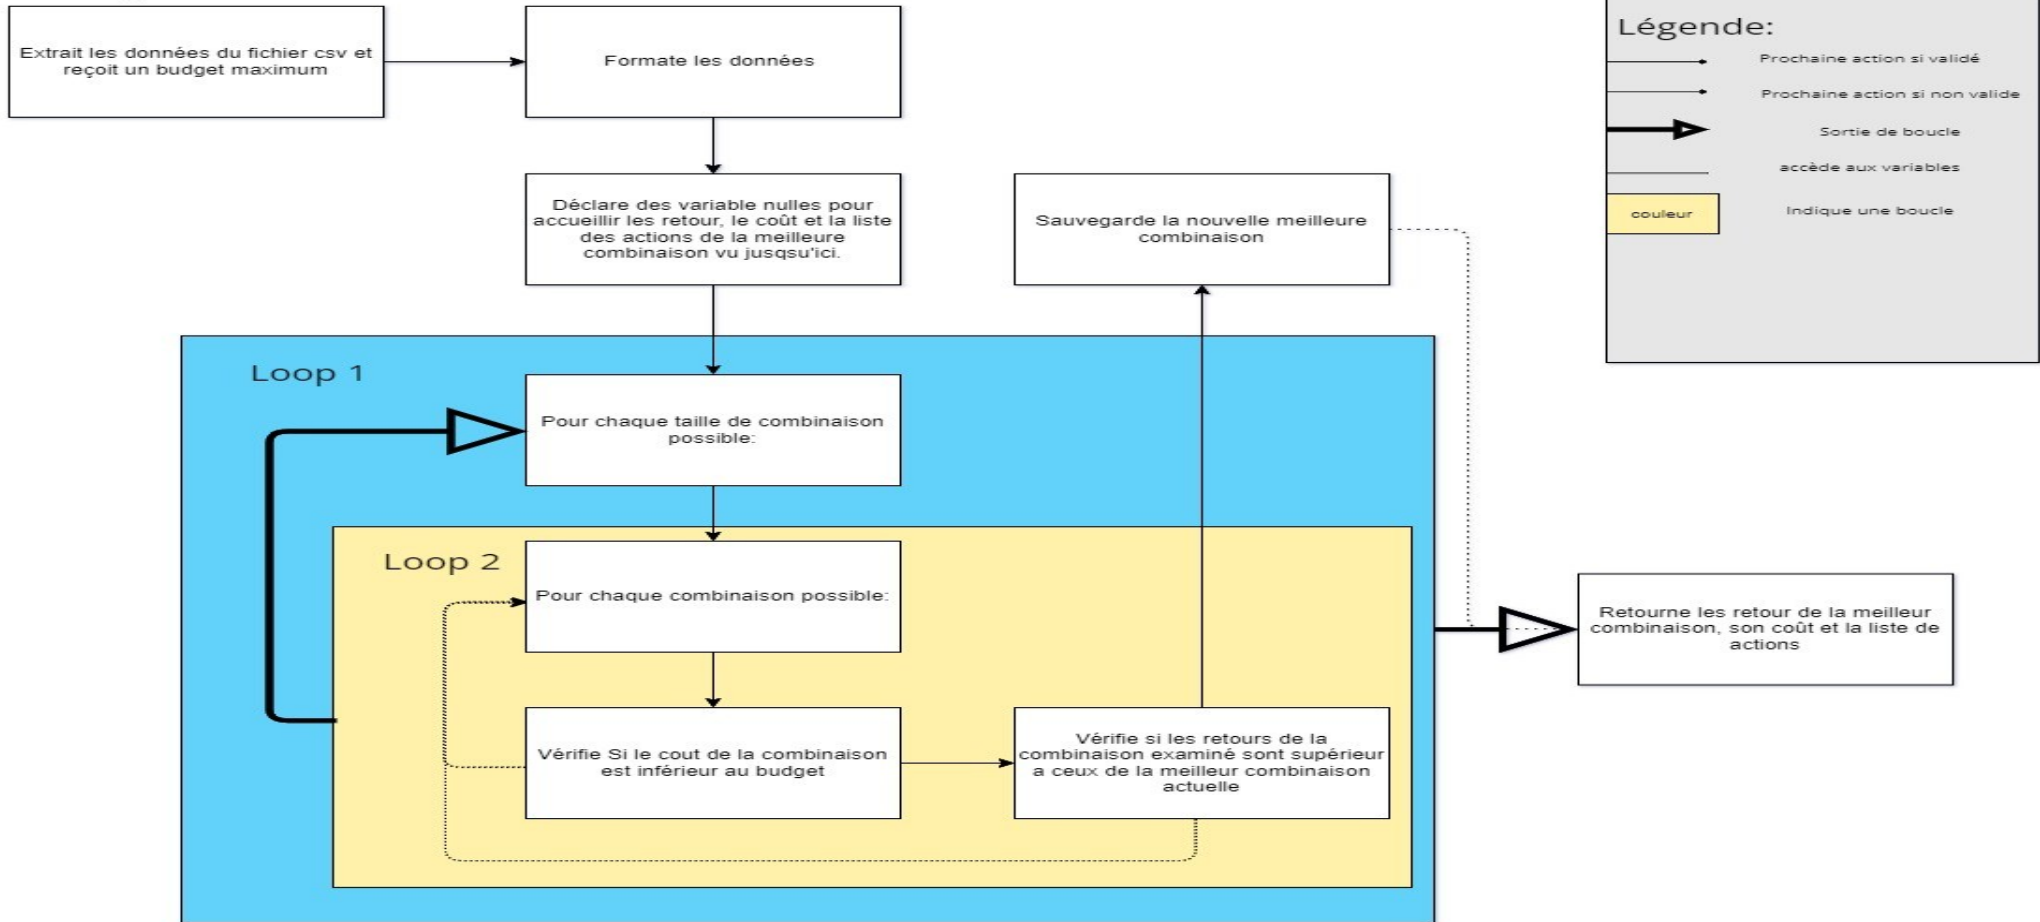 Extrait les données du fichier csv et
reçoit un budget maximum
Formate les données
Légende:
Prochaine action si validé
Prochaine action si non valide
Sortie de boucle
accède aux variables
couleur
Indique une boucle
Déclare des variable nulles pour
accueillir les retour, le coût et la liste
des actions de la meilleure
combinaison vu jusqsu'ici.
Sauvegarde la nouvelle meilleure
combinaison
Loop 1
Pour chaque taille de combinaison
possible:
Loop 2
Pour chaque combinaison possible:
Vérifie Si le cout de la combinaison
est inférieur au budget
Vérifie si les retours de la
combinaison examiné sont supérieur
a ceux de la meilleur combinaison
actuelle
Retourne les retour de la meilleur
combinaison, son coût et la liste de
actions